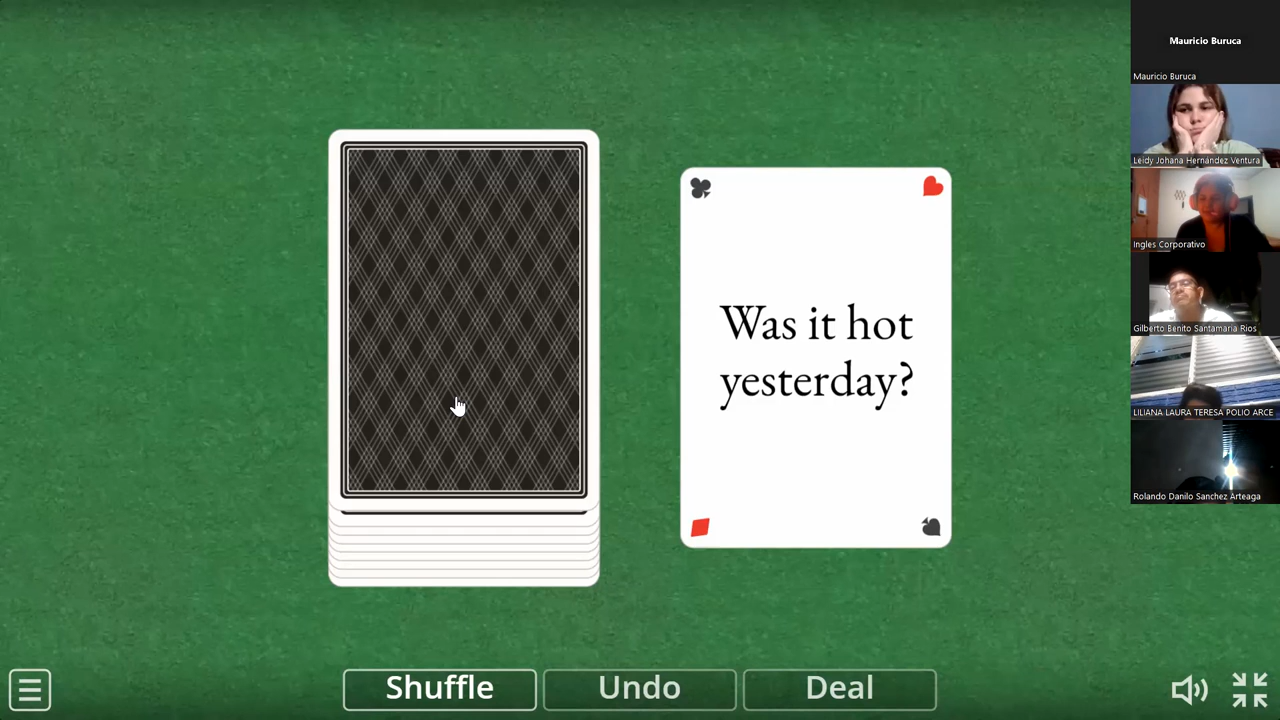 Mauricio Buruca
Mauricio Buruca
Leidy Johana Hernández Ventura
Ingles Corporativo
Gilberto Benito Santamaria Rios
LILIANA LAURA TERESA POLIO ARCE
Rolando Danilo Sanchez Arteaga
Was it hot
yesterday?
Shuffle
Undo
Deal